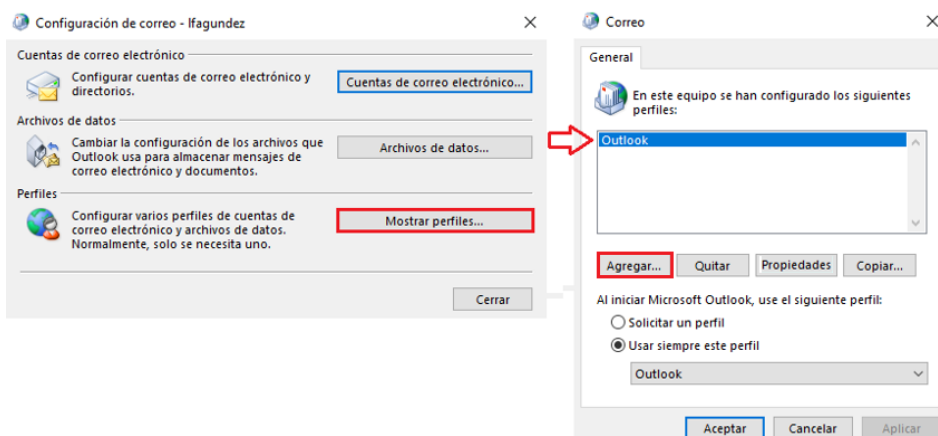 Configuración de correo - lfagundez
Cuentas de correo electrónico
Configurar cuentas de correo electrónico y
directorios.
Cuentas de correo electrónico...
Archivos de datos
Cambiar la configuración de los archivos que
Outlook usa para almacenar mensajes de
correo electrónico y documentos.
Archivos de datos...
Perfiles
Configurar varios perfiles de cuentas de
correo electrónico y archivos de datos.
Normalmente, solo se necesita uno.
Mostrar perfiles...
Cerrar
Correo
General
En este equipo se han configurado los siguientes
perfiles:
Outlook
Agregar...
Quitar
Propiedades
Copiar...
Al iniciar Microsoft Outlook, use el siguiente perfil:
Solicitar un perfil
Usar siempre este perfil
Outlook
Aceptar
Cancelar
Aplicar